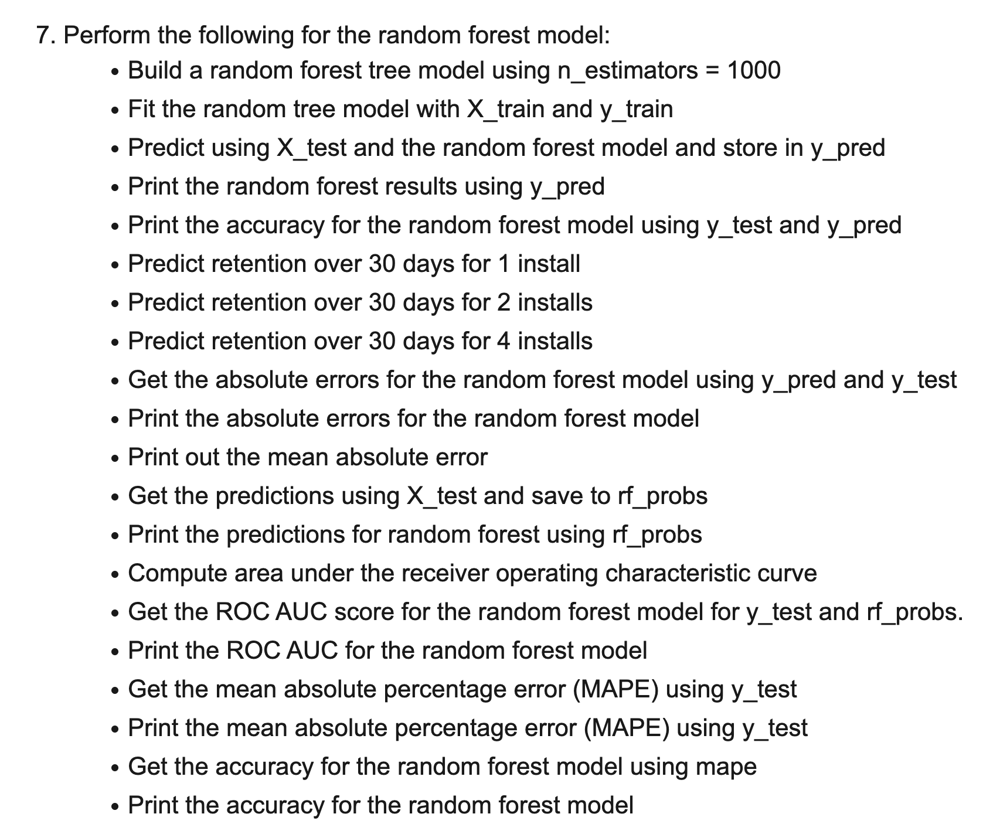 7. Perform the following for the random forest model:
• Build a random forest tree model using n_estimators = 1000
• Fit the random tree model with X_train and y_train
• Predict using X_test and the random forest model and store in y_pred
• Print the random forest results using y_pred
• Print the accuracy for the random forest model using y_test and y_pred
• Predict retention over 30 days for 1 install
• Predict retention over 30 days for 2 installs
• Predict retention over 30 days for 4 installs
• Get the absolute errors for the random forest model using y_pred and y_test
• Print the absolute errors for the random forest model
• Print out the mean absolute error
• Get the predictions using X_test and save to rf_probs
• Print the predictions for random forest using rf_probs
• Compute area under the receiver operating characteristic curve
• Get the ROC AUC score for the random forest model for y_test and rf_probs.
• Print the ROC AUC for the random forest model
• Get the mean absolute percentage error (MAPE) using y_test
• Print the mean absolute percentage error (MAPE) using y_test
• Get the accuracy for the random forest model using mape
• Print the accuracy for the random forest model